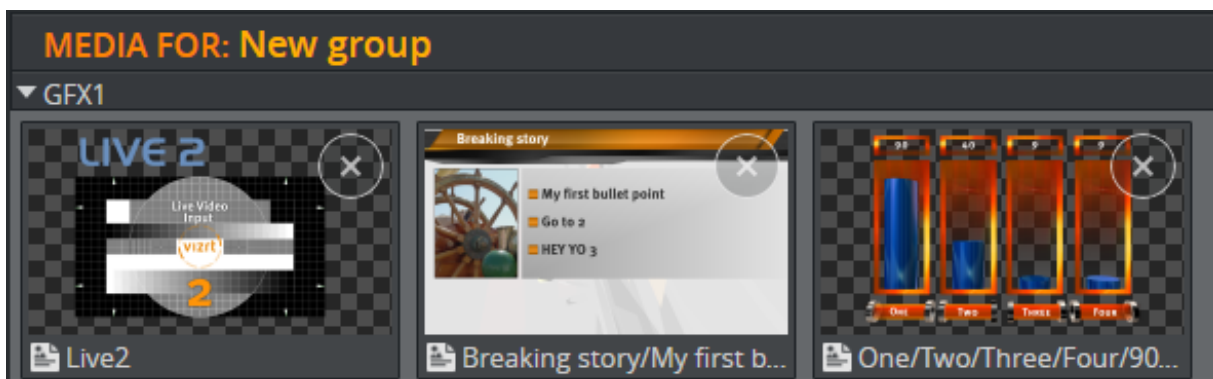 MEDIA FOR: New group
GFX1
LIVE 2
Live Video
Input
vizrt
2
Live2
Breaking story
My first bullet point
Go to 2
HEY YO 3
Breaking story/My first b...
90 40 9 9
One Two Three Four
One/Two/Three/Four/90...